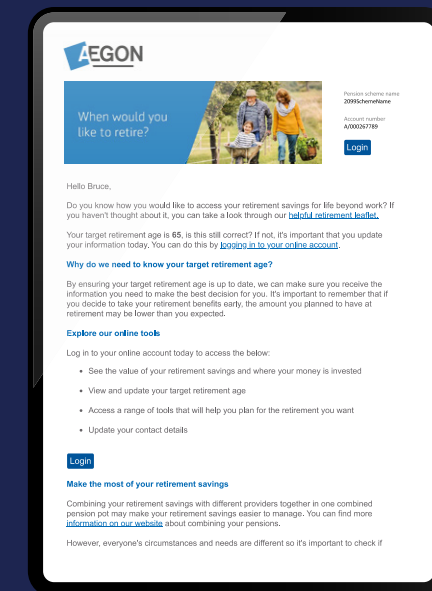 AEGON
When would you
like to retire?
Pension scheme name
2099SchemeName
Account number
A/000267789
Login
Hello Bruce,
Do you know how you would like to access your retirement savings for life beyond work? If
you haven't thought about it, you can take a look through our helpful retirement leaflet.
Your target retirement age is 65, is this still correct? If not, it's important that you update
your information today. You can do this by logging in to your online account.
Why do we need to know your target retirement age?
By ensuring your target retirement age is up to date, we can make sure you receive the
information you need to make the best decision for you. It's important to remember that if
you decide to take your retirement benefits early, the amount you planned to have at
retirement may be lower than you expected.
Explore our online tools
Log in to your online account today to access the below:
• See the value of your retirement savings and where your money is invested
• View and update your target retirement age
• Access a range of tools that will help you plan for the retirement you want
• Update your contact details
Login
Make the most of your retirement savings
Combining your retirement savings with different providers together in one combined
pension pot may make your retirement savings easier to manage. You can find more
information on our website about combining your pensions.
However, everyone's circumstances and needs are different so it's important to check if